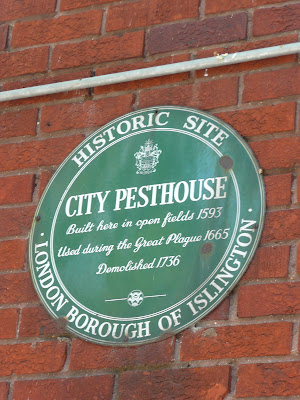 HISTORIC SITE
CITY PESTHOUSE
Built here in open fields 1593
Used during the Great Plague 1665
Demolished 1736
· LONDON BOROUGH OF ISLINGTON ·